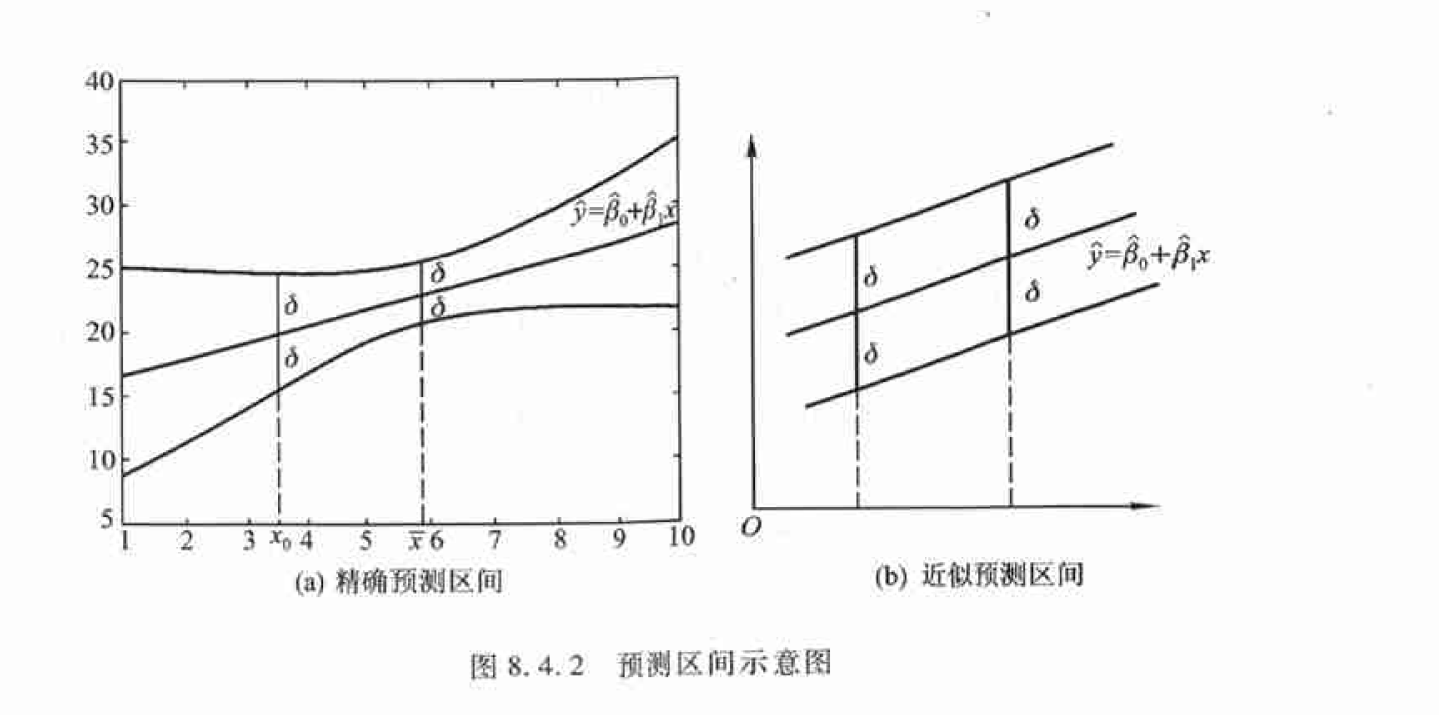 40
35
30
25
20
15
10
5
ŷ=β̂₀+β̂₁x
δ
δ
δ
δ
1 2 3 x₀ 4 5 x̄ 6 7 8 9 10
(a) 精确预测区间
δ
δ
δ
δ
ŷ=β̂₀+β̂₁x
O
(b) 近似预测区间
图 8.4.2 预测区间示意图